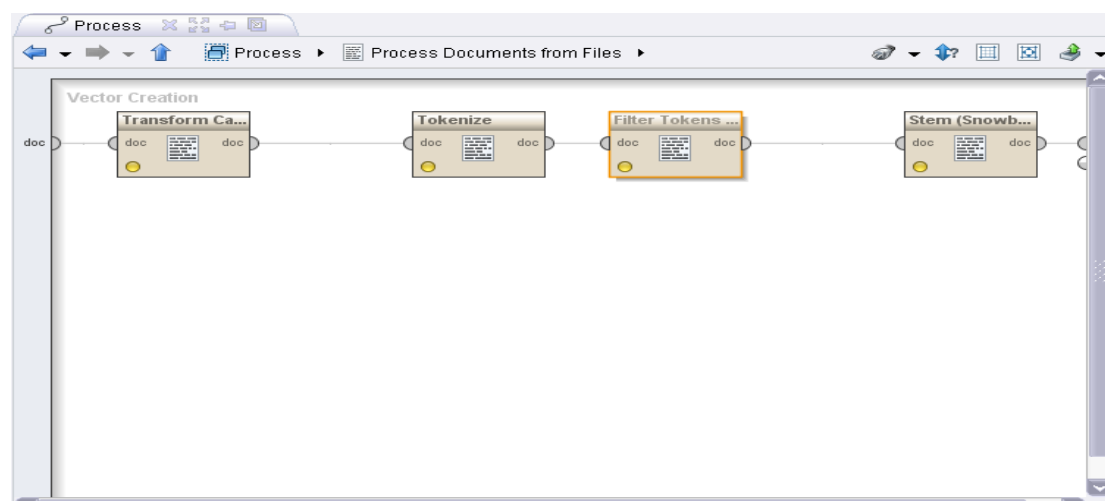 Process
Process Process Documents from Files
Vector Creation
Transform Ca... Tokenize Filter Tokens ... Stem (Snowb...
doc doc doc doc doc doc doc doc doc